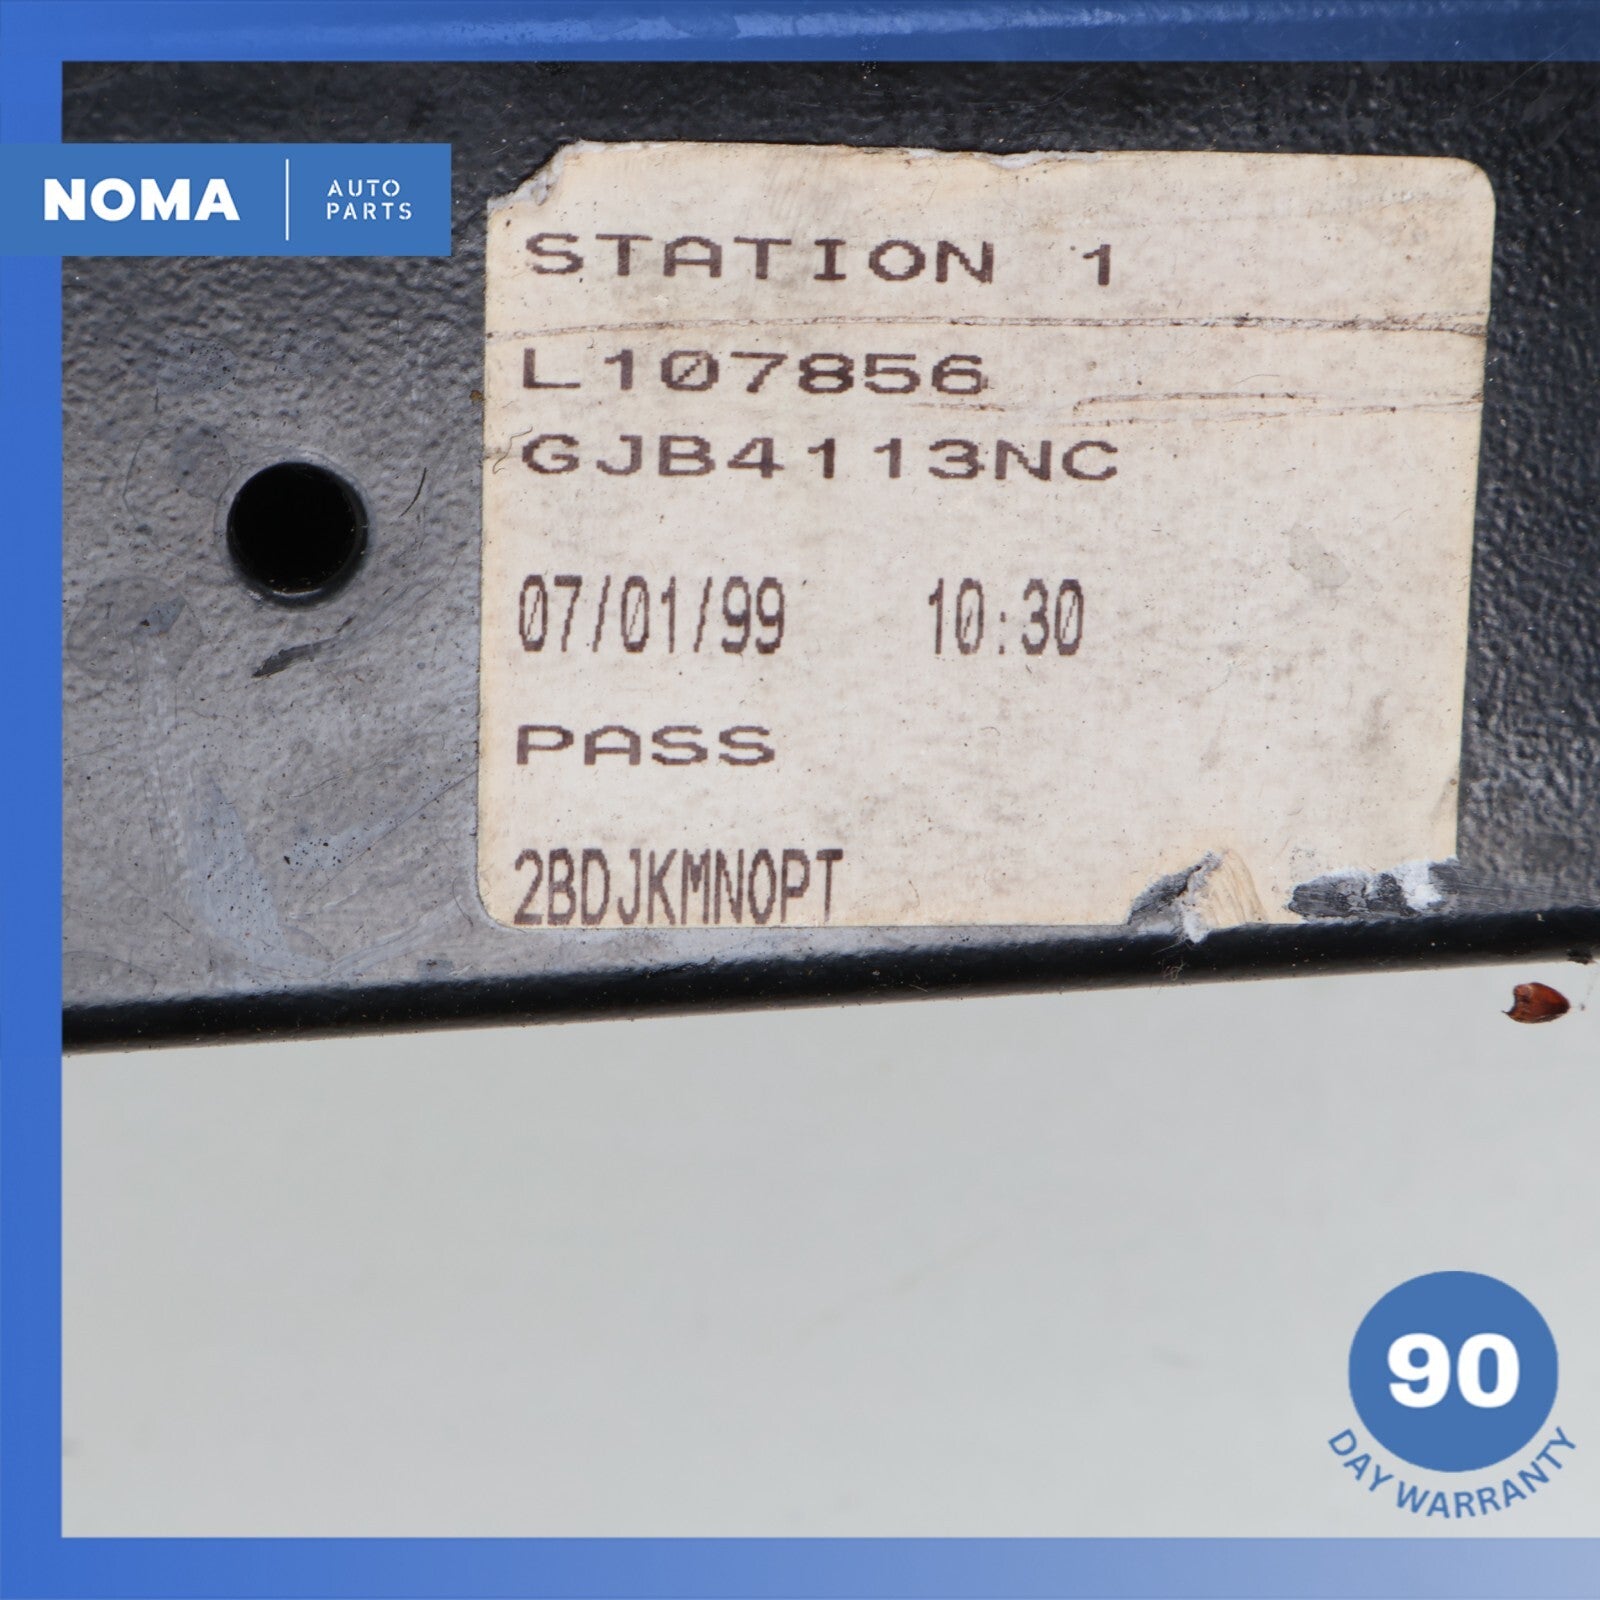 NOMA
AUTO
PARTS
STATION 1
L107856
GJB4113NC
07/01/99 10:30
PASS
2BDJKMNOPT
90
DAY WARRANTY